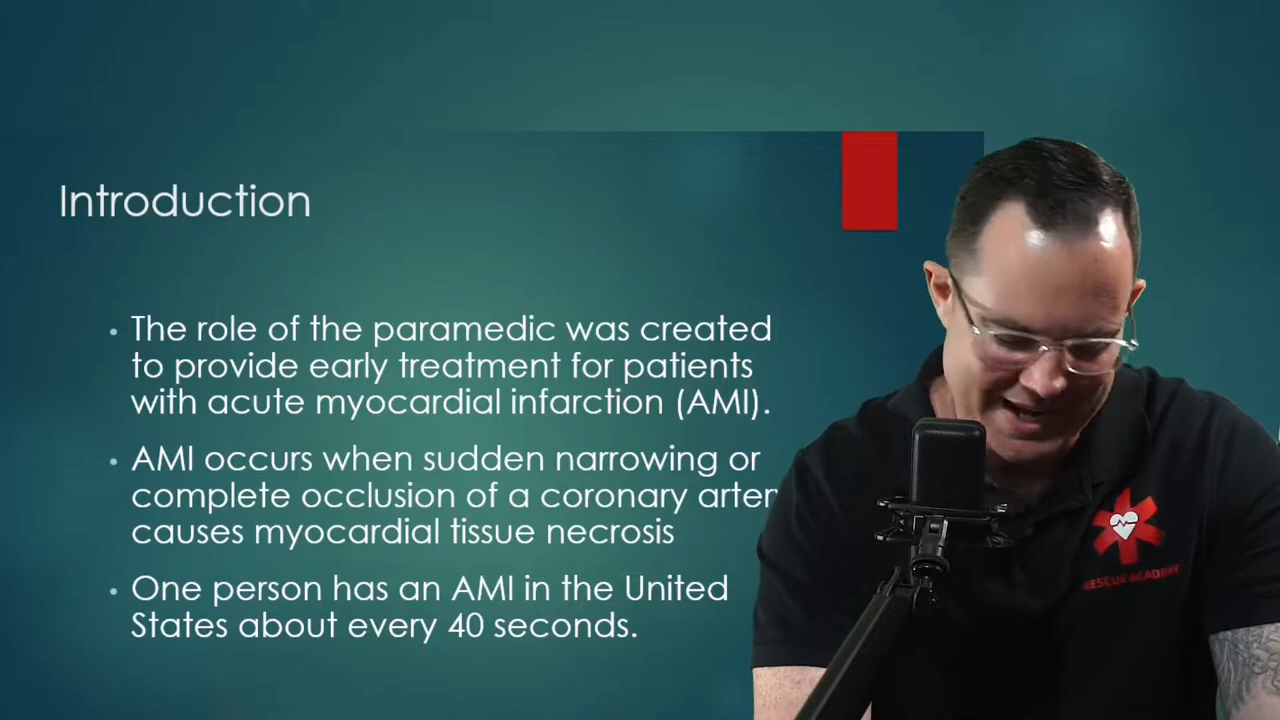 Introduction
• The role of the paramedic was created
to provide early treatment for patients
with acute myocardial infarction (AMI).
• AMI occurs when sudden narrowing or
complete occlusion of a coronary arter
causes myocardial tissue necrosis
• One person has an AMI in the United
States about every 40 seconds.
RESCUE ACADEMY